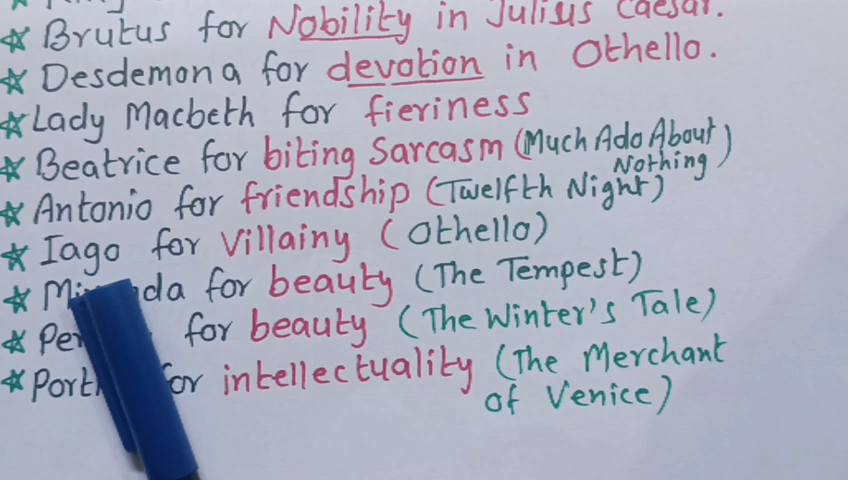 Brutus for Nobility in Julius Caesar.
Desdemona for devotion in Othello.
Lady Macbeth for fieriness
Beatrice for biting Sarcasm (Much Ado About
Nothing)
Antonio for friendship (Twelfth Night)
Iago for Villainy (Othello)
for beauty (The Tempest)
for beauty (The Winter's Tale)
for intellectuality (The Merchant
of Venice)